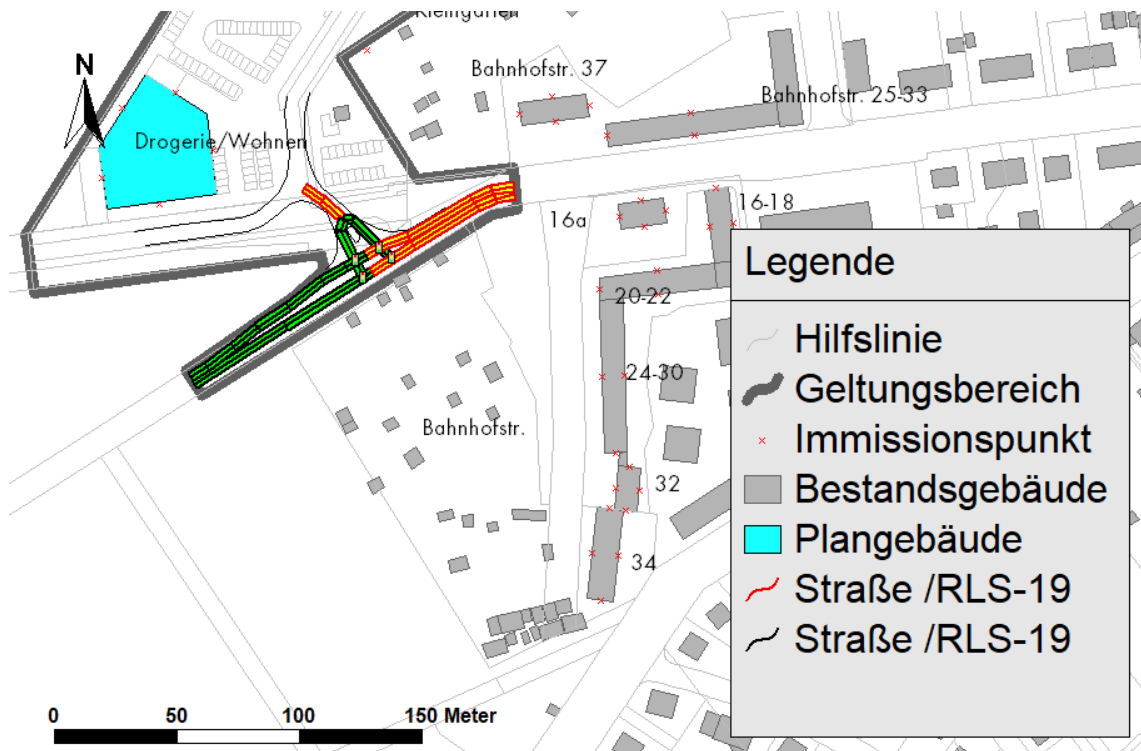 Kleingärten
N
Bahnhofstr. 37
Bahnhofstr. 25-33
Drogerie/Wohnen
16a
16-18
20-22
24-30
Bahnhofstr.
32
34
Legende
Hilfslinie
Geltungsbereich
Immissionspunkt
Bestandsgebäude
Plangebäude
Straße /RLS-19
Straße /RLS-19
0 50 100 150 Meter